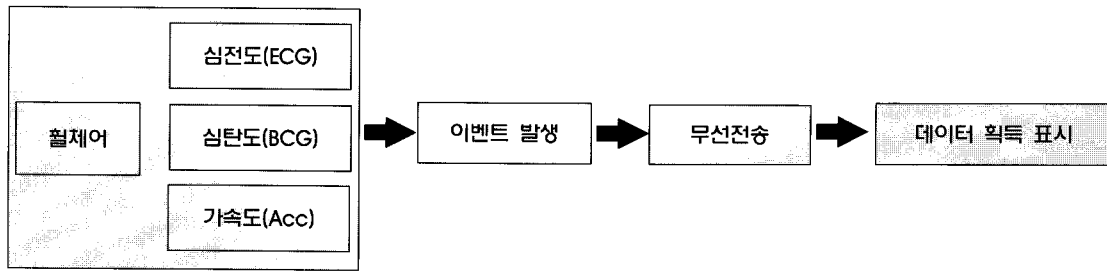 휠체어
심전도(ECG)
심탄도(BCG)
가속도(Acc)
이벤트 발생
무선전송
데이터 획득 표시